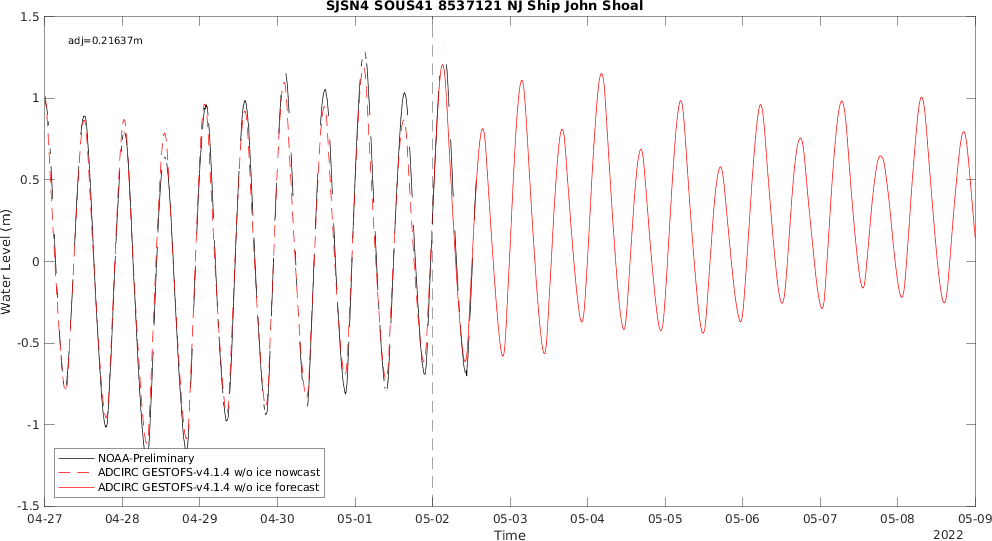 SJSN4 SOUS41 8537121 NJ Ship John Shoal
adj=0.21637m
1.5
1
0.5
0
-0.5
-1
-1.5
Water Level (m)
NOAA-Preliminary
ADCIRC GESTOFS-v4.1.4 w/o ice nowcast
ADCIRC GESTOFS-v4.1.4 w/o ice forecast
04-27 04-28 04-29 04-30 05-01 05-02 05-03 05-04 05-05 05-06 05-07 05-08 05-09
Time
2022